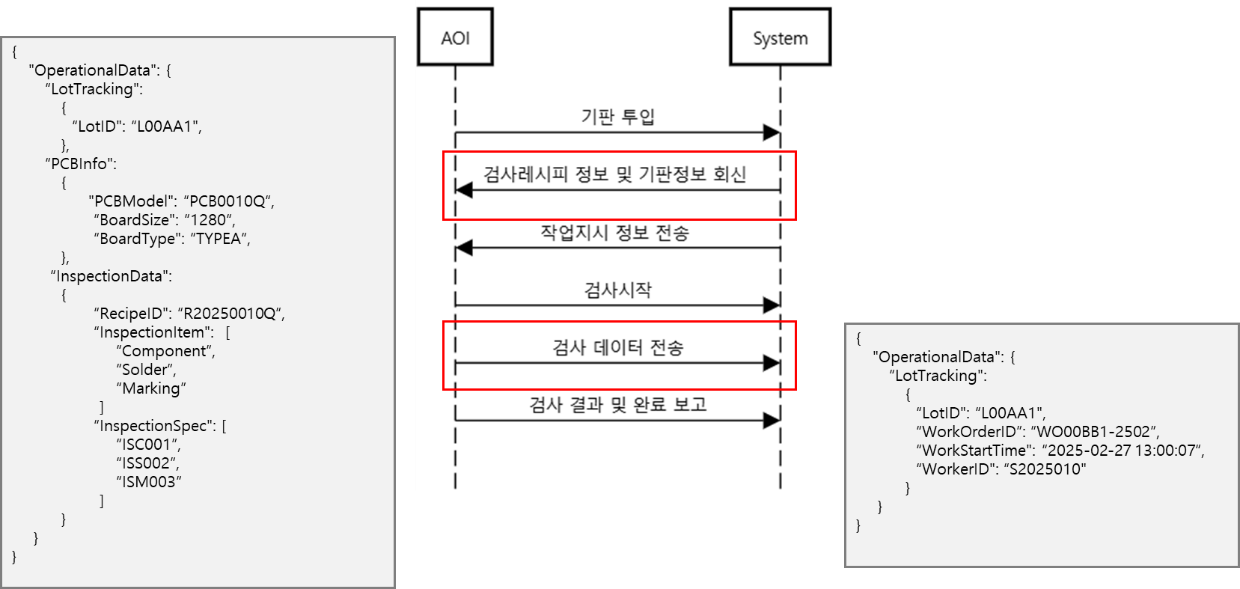 {
"OperationalData": {
"LotTracking":
{
"LotID": "L00AA1",
},
"PCBInfo":
{
"PCBModel": "PCB0010Q",
"BoardSize": "1280",
"BoardType": "TYPEA",
},
"InspectionData":
{
"RecipeID": "R20250010Q",
"InspectionItem": [
"Component",
"Solder",
"Marking"
]
"InspectionSpec": [
"ISC001",
"ISS002",
"ISM003"
]
}
}
}
AOI
System
기판 투입
검사레시피 정보 및 기판정보 회신
작업지시 정보 전송
검사시작
검사 데이터 전송
검사 결과 및 완료 보고
{
"OperationalData": {
"LotTracking":
{
"LotID": "L00AA1",
"WorkOrderID": "WO00BB1-2502",
"WorkStartTime": "2025-02-27 13:00:07",
"WorkerID": "S2025010"
}
}
}